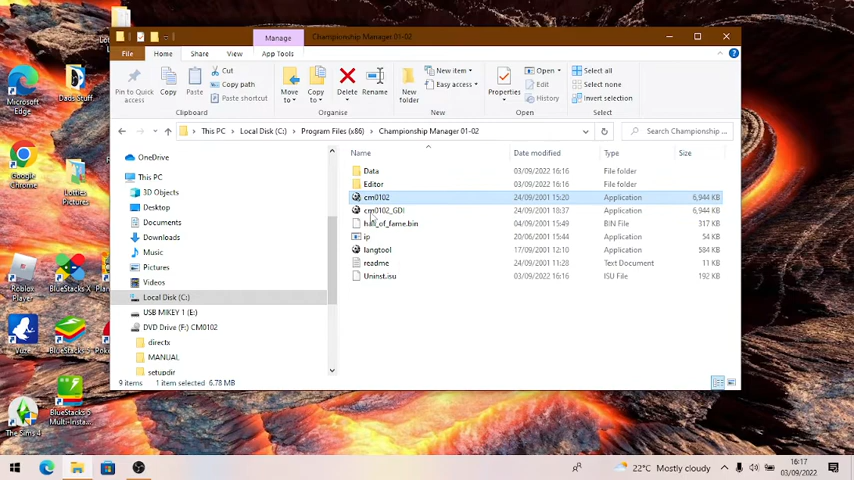 Manage
Championship Manager 01-02
File
Home
Share
View
App Tools
Pin to Quick access
Copy
Paste
Cut
Copy path
Paste shortcut
Clipboard
Move to
Copy to
Delete
Rename
Organise
New folder
New item
Easy access
New
Properties
Open
Edit
History
Open
Select all
Select none
Invert selection
Select
This PC
Local Disk (C:)
Program Files (x86)
Championship Manager 01-02
Search Championship ...
OneDrive
This PC
3D Objects
Desktop
Documents
Downloads
Music
Pictures
Videos
Local Disk (C:)
USB MIKEY 1 (E:)
DVD Drive (F:) CM0102
directx
MANUAL
setupdir
Name Date modified Type Size
Data 03/09/2022 16:16 File folder
Editor 03/09/2022 16:16 File folder
cm0102 24/09/2001 15:20 Application 6,944 KB
cm0102_GDI 24/09/2001 18:37 Application 6,944 KB
hall_of_fame.bin 04/09/2001 15:49 BIN File 317 KB
ip 20/06/2001 15:44 Application 54 KB
langtool 17/09/2001 12:10 Application 584 KB
readme 24/09/2001 11:28 Text Document 11 KB
Uninst.isu 03/09/2022 16:16 ISU File 192 KB
9 items 1 item selected 6.78 MB
Microsoft Edge
Dads Stuff
Google Chrome
Lotties Pictures
Roblox Player
BlueStacks X
Vuze
BlueStacks 5
The Sims 4
BlueStacks 5 Multi-Insta...
22°C Mostly cloudy
16:17
03/09/2022